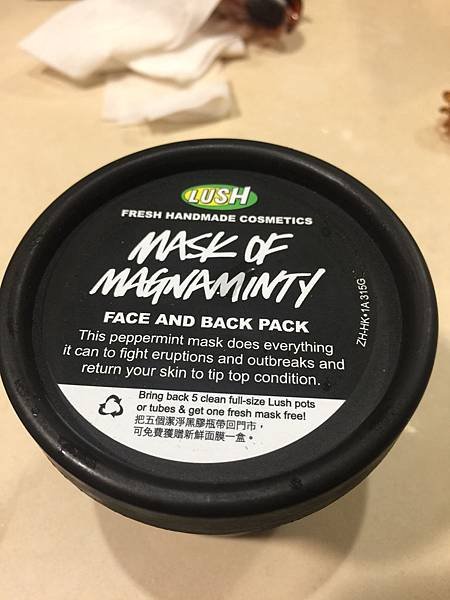 LUSH
FRESH HANDMADE COSMETICS
MASK OF
MAGNAMINTY
FACE AND BACK PACK
This peppermint mask does everything
it can to fight eruptions and outbreaks and
return your skin to tip top condition.
ZH-HK•1A 315G
Bring back 5 clean full-size Lush pots
or tubes & get one fresh mask free!
把五個潔淨黑膠瓶帶回門市,
可免費獲贈新鮮面膜一盒。